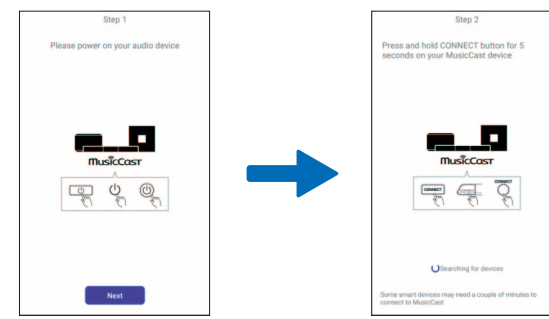 Step 1
Please power on your audio device
MusicCast
Next
Step 2
Press and hold CONNECT button for 5
seconds on your MusicCast device
MusicCast
CONNECT
CONNECT
CONNECT
Searching for devices
Some smart devices may need a couple of minutes to
connect to MusicCast